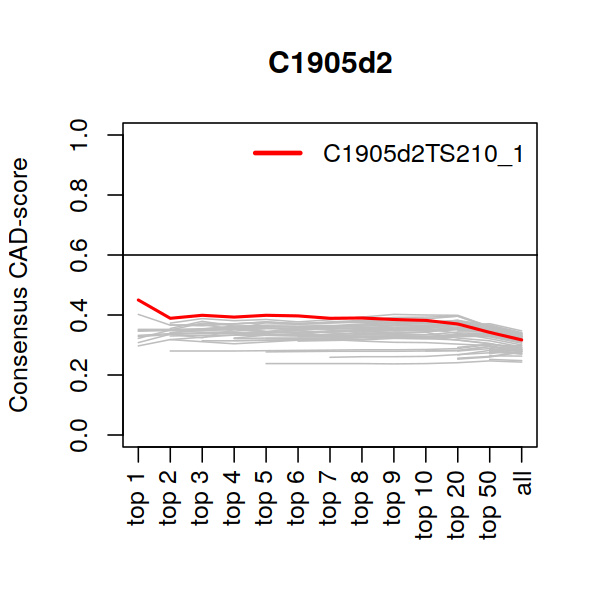 C1905d2
C1905d2TS210_1
Consensus CAD-score
1.0
0.8
0.6
0.4
0.2
0.0
top 1
top 2
top 3
top 4
top 5
top 6
top 7
top 8
top 9
top 10
top 20
top 50
all